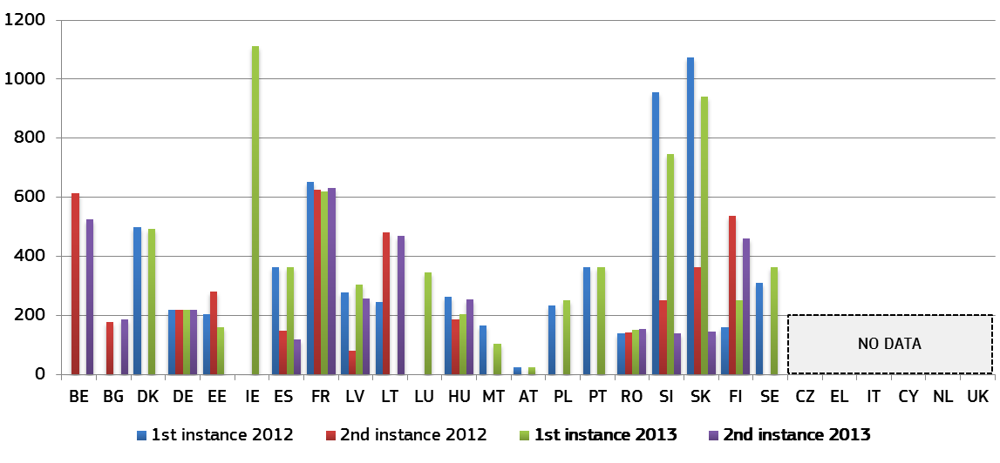 1200
1000
800
600
400
200
0
NO DATA
BE BG DK DE EE IE ES FR LV LT LU HU MT AT PL PT RO SI SK FI SE CZ EL IT CY NL UK
1st instance 2012 2nd instance 2012 1st instance 2013 2nd instance 2013